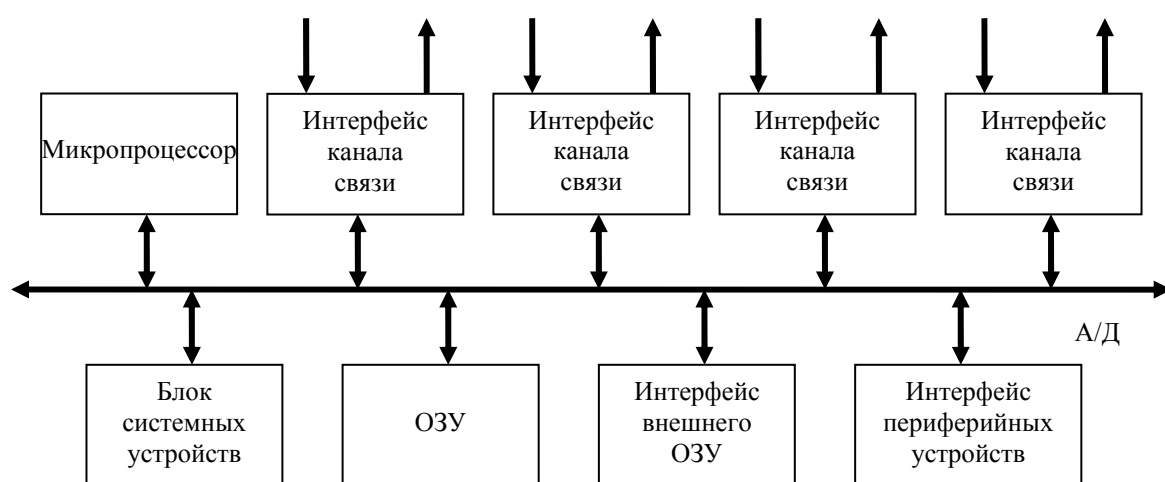 Микропроцессор
Интерфейс
канала
связи
Интерфейс
канала
связи
Интерфейс
канала
связи
Интерфейс
канала
связи
А/Д
Блок
системных
устройств
ОЗУ
Интерфейс
внешнего
ОЗУ
Интерфейс
периферийных
устройств